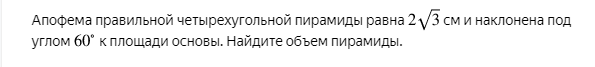 Апофема правильной четырехугольной пирамиды равна 2√3 см и наклонена под
углом 60° к площади основы. Найдите объем пирамиды.